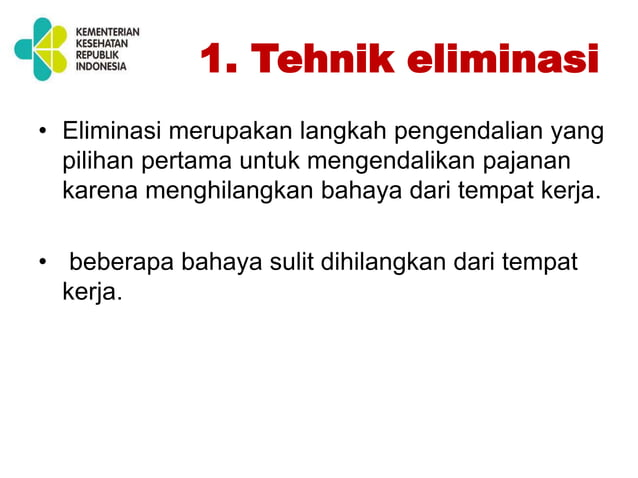 KEMENTERIAN
KESEHATAN
REPUBLIK
INDONESIA
1. Tehnik eliminasi
• Eliminasi merupakan langkah pengendalian yang
pilihan pertama untuk mengendalikan pajanan
karena menghilangkan bahaya dari tempat kerja.
• beberapa bahaya sulit dihilangkan dari tempat
kerja.